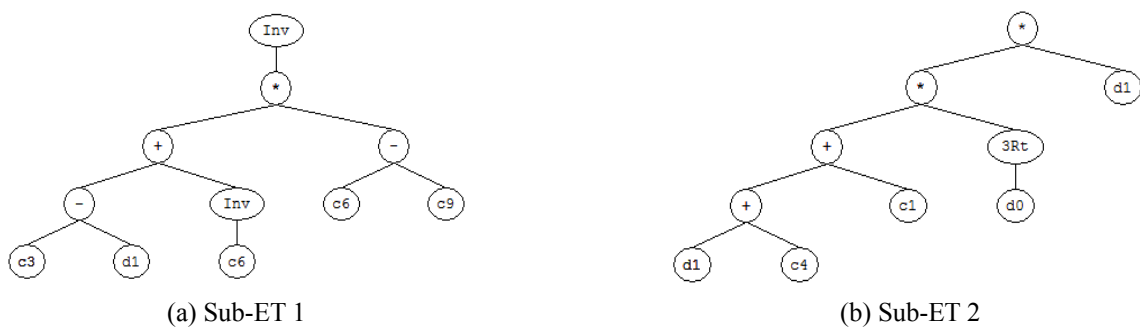 Inv
*
+
-
-
Inv
c6
c9
c3
d1
c6
(a) Sub-ET 1
*
*
d1
+
3Rt
+
c1
d0
d1
c4
(b) Sub-ET 2